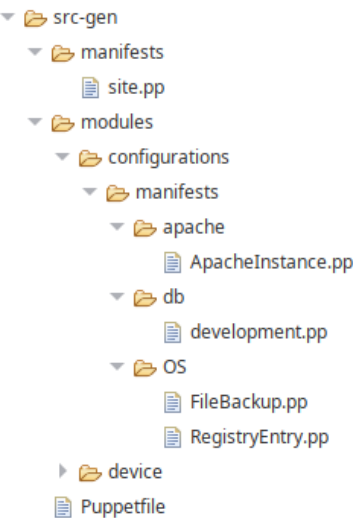 src-gen
manifests
site.pp
modules
configurations
manifests
apache
ApacheInstance.pp
db
development.pp
OS
FileBackup.pp
RegistryEntry.pp
device
Puppetfile